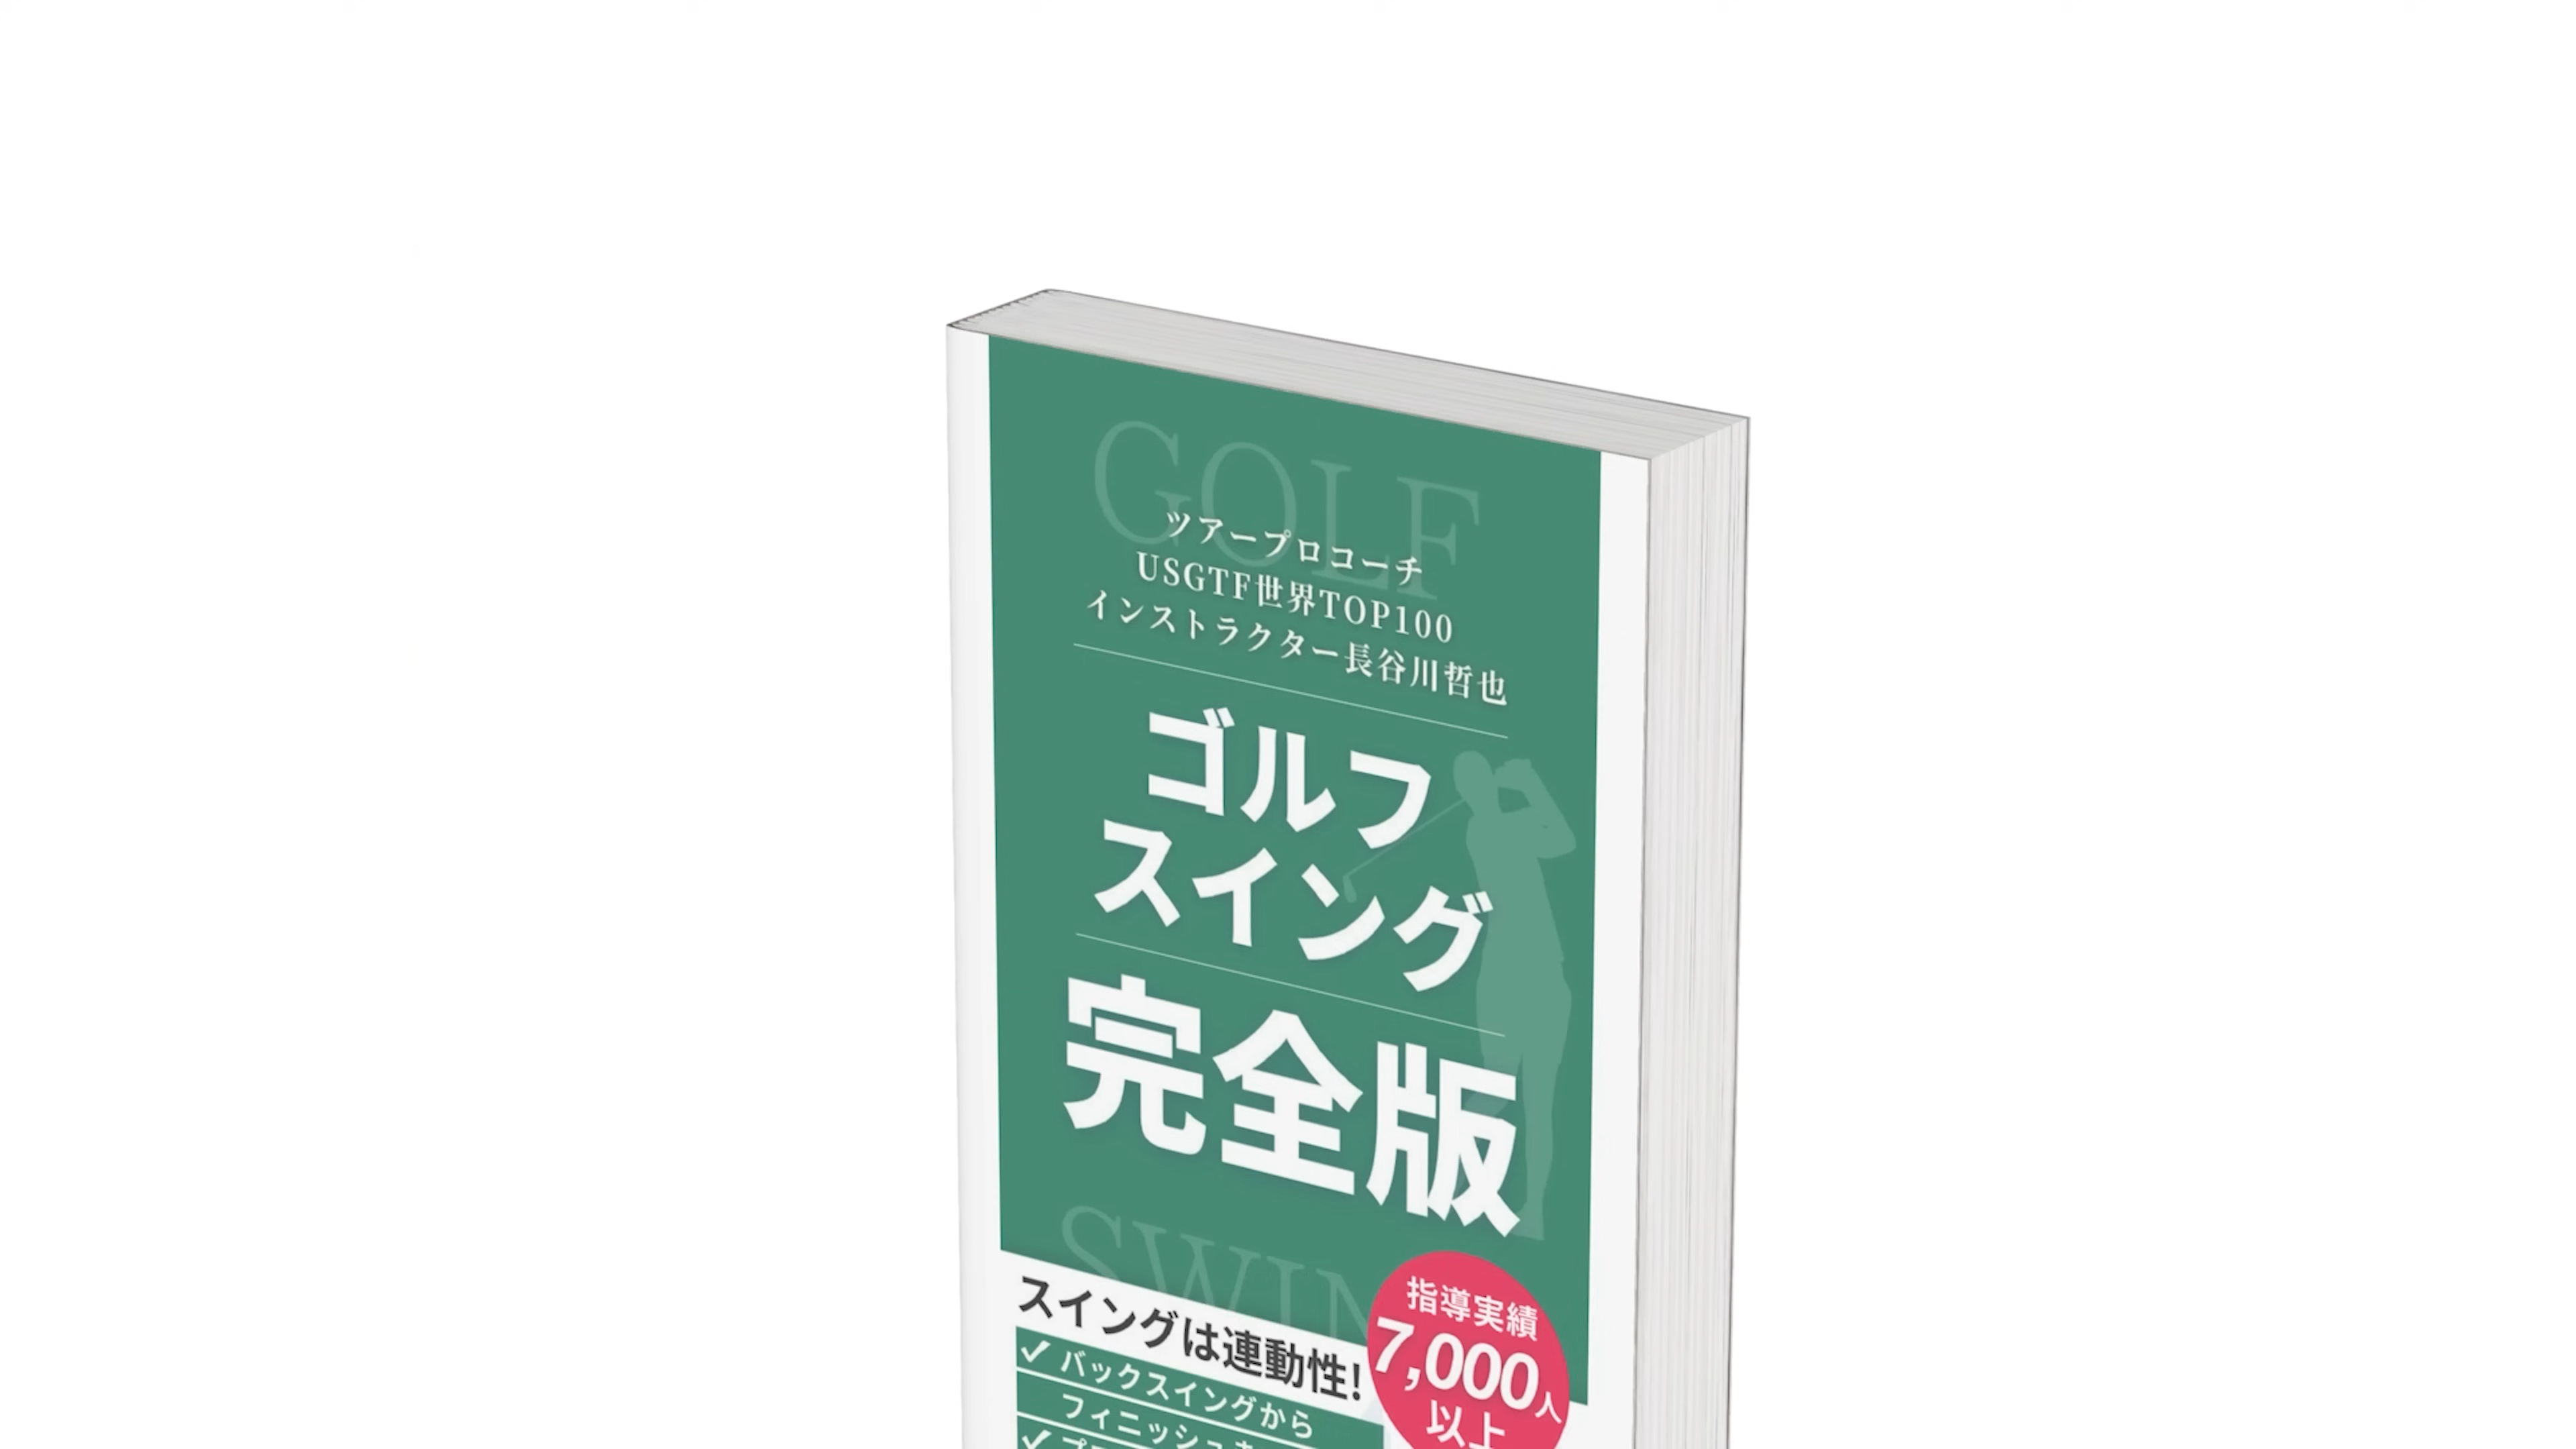 GOLF
ツアープロコーチ
USGTF世界TOP100
インストラクター長谷川哲也
ゴルフ
スイング
完全版
SWIN
スイングは連動性!
✓ バックスイングから
フィニッシュ
指導実績
7,000人
以上